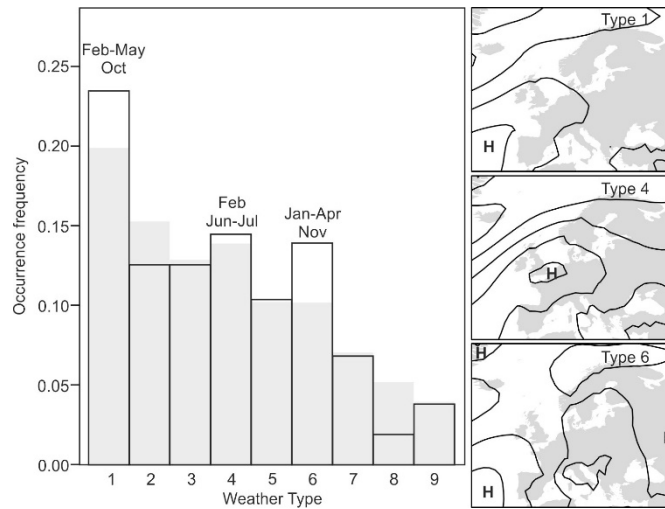 Feb-May
Oct
Feb
Jun-Jul
Jan-Apr
Nov
0.25
0.20
0.15
0.10
0.05
0.00
Occurrence frequency
1 2 3 4 5 6 7 8 9
Weather Type
Type 1
H
Type 4
H
Type 6
H
H